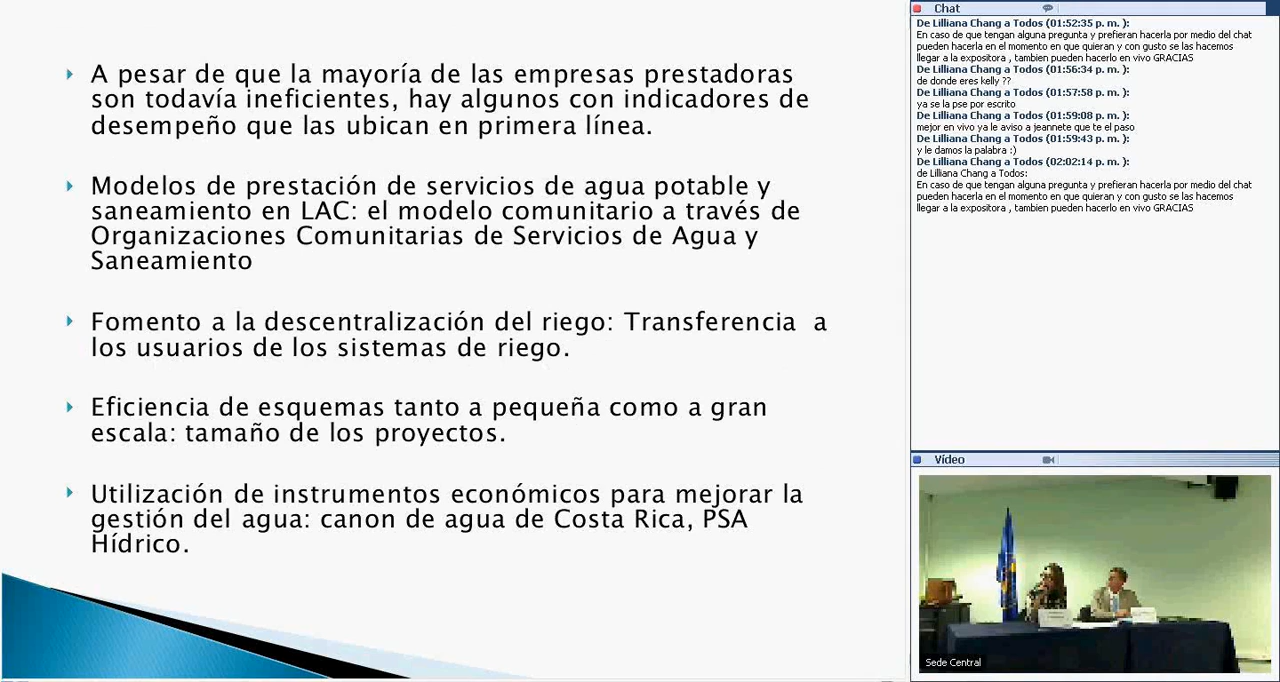 A pesar de que la mayoría de las empresas prestadoras
son todavía ineficientes, hay algunos con indicadores de
desempeño que las ubican en primera línea.
Modelos de prestación de servicios de agua potable y
saneamiento en LAC: el modelo comunitario a través de
Organizaciones Comunitarias de Servicios de Agua y
Saneamiento
Fomento a la descentralización del riego: Transferencia a
los usuarios de los sistemas de riego.
Eficiencia de esquemas tanto a pequeña como a gran
escala: tamaño de los proyectos.
Utilización de instrumentos económicos para mejorar la
gestión del agua: canon de agua de Costa Rica, PSA
Hídrico.
Chat
De Lilliana Chang a Todos (01:52:35 p. m. ):
En caso de que tengan alguna pregunta y prefieran hacerla por medio del chat
pueden hacerla en el momento en que quieran y con gusto se las hacemos
llegar a la expositora , tambien pueden hacerlo en vivo GRACIAS
De Lilliana Chang a Todos (01:56:34 p. m. ):
de donde eres kelly ??
De Lilliana Chang a Todos (01:57:58 p. m. ):
ya se la pse por escrito
De Lilliana Chang a Todos (01:59:08 p. m. ):
mejor en vivo ya le aviso a jeannete que te el paso
De Lilliana Chang a Todos (01:59:43 p. m. ):
y le damos la palabra :)
De Lilliana Chang a Todos (02:02:14 p. m. ):
de Lilliana Chang a Todos:
En caso de que tengan alguna pregunta y prefieran hacerla por medio del chat
pueden hacerla en el momento en que quieran y con gusto se las hacemos
llegar a la expositora , tambien pueden hacerlo en vivo GRACIAS
Vídeo
Sede Central